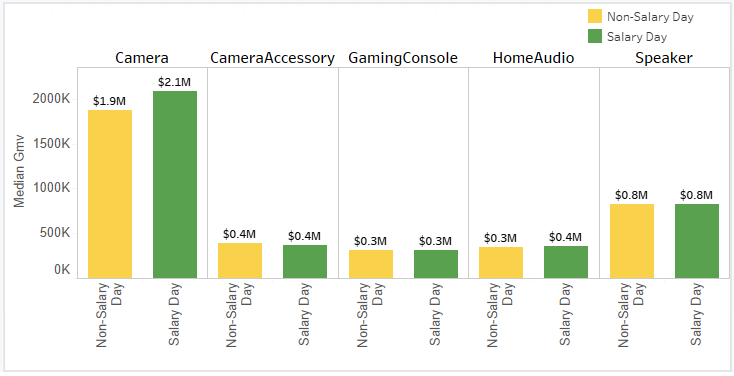 Non-Salary Day
Salary Day
Camera
CameraAccessory
GamingConsole
HomeAudio
Speaker
Median Gmv
2000K
1500K
1000K
500K
0K
$1.9M
$2.1M
$0.4M
$0.4M
$0.3M
$0.3M
$0.3M
$0.4M
$0.8M
$0.8M
Non-Salary
Day
Salary Day
Non-Salary
Day
Salary Day
Non-Salary
Day
Salary Day
Non-Salary
Day
Salary Day
Non-Salary
Day
Salary Day